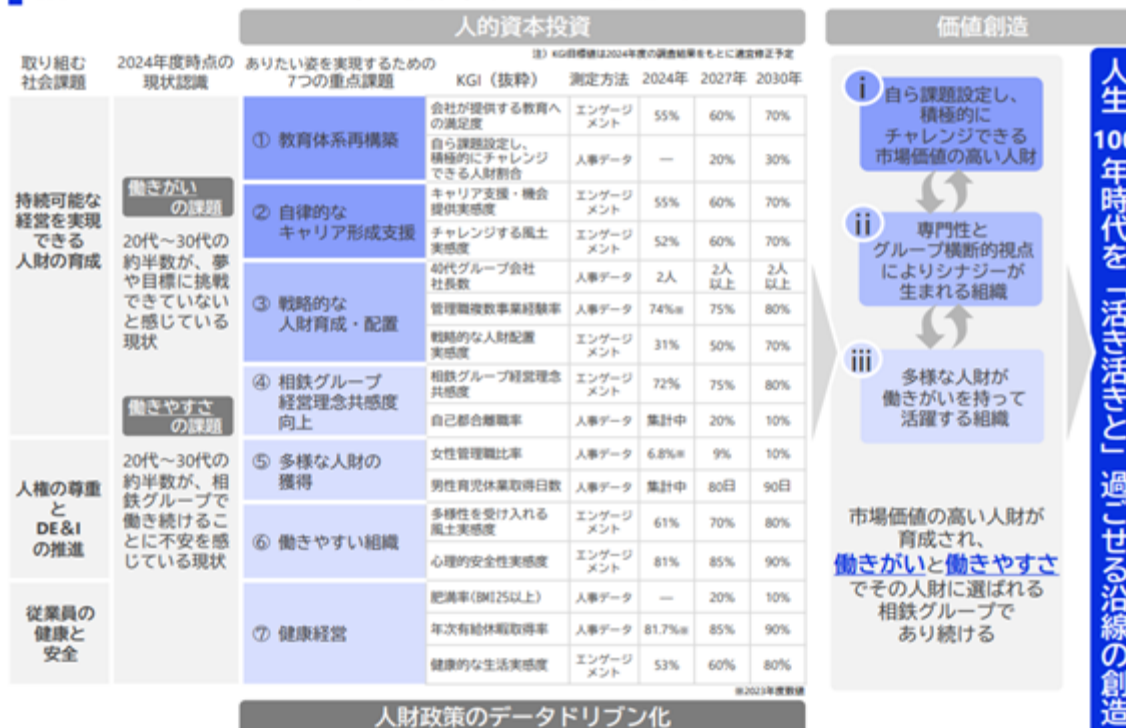 人的資本投資
価値創造
注）KGI目標値は2024年度の調査結果をもとに適宜修正予定
取り組む
社会課題
2024年度時点の
現状認識
ありたい姿を実現するための
7つの重点課題
KGI（抜粋）
測定方法
2024年
2027年
2030年
持続可能な
経営を実現
できる
人財の育成
人権の尊重
と
DE&I
の推進
従業員の
健康と
安全
働きがい
の課題
20代～30代の
約半数が、夢
や目標に挑戦
できていない
と感じている
現状
働きやすさ
の課題
20代～30代の
約半数が、相
鉄グループで
働き続けるこ
とに不安を感
じている現状
① 教育体系再構築
会社が提供する教育へ
の満足度
エンゲージ
メント
55%
60%
70%
自ら課題設定し、
積極的にチャレンジ
できる人財割合
人事データ
—
20%
30%
② 自律的な
キャリア形成支援
キャリア支援・機会
提供実感度
エンゲージ
メント
55%
60%
70%
チャレンジする風土
実感度
エンゲージ
メント
52%
60%
70%
③ 戦略的な
人財育成・配置
40代グループ会社
社長数
人事データ
2人
2人
以上
2人
以上
管理職複数事業経験率
人事データ
74%※
75%
80%
戦略的な人財配置
実感度
エンゲージ
メント
31%
50%
70%
④ 相鉄グループ
経営理念共感度
向上
相鉄グループ経営理念
共感度
エンゲージ
メント
72%
75%
80%
自己都合離職率
人事データ
集計中
20%
10%
⑤ 多様な人財の
獲得
女性管理職比率
人事データ
6.8%※
9%
10%
男性育児休業取得日数
人事データ
集計中
80日
90日
⑥ 働きやすい組織
多様性を受け入れる
風土実感度
エンゲージ
メント
61%
70%
80%
心理的安全性実感度
エンゲージ
メント
81%
85%
90%
⑦ 健康経営
肥満率(BMI25以上)
人事データ
—
20%
10%
年次有給休暇取得率
人事データ
81.7%※
85%
90%
健康的な生活実感度
エンゲージ
メント
53%
60%
80%
※2023年度数値
人財政策のデータドリブン化
i
自ら課題設定し、
積極的に
チャレンジできる
市場価値の高い人財
ii
専門性と
グループ横断的視点
によりシナジーが
生まれる組織
iii
多様な人財が
働きがいを持って
活躍する組織
市場価値の高い人財が
育成され、
働きがいと働きやすさ
でその人財に選ばれる
相鉄グループで
あり続ける
人生100年時代を「活き活きと」過ごせる沿線の創造